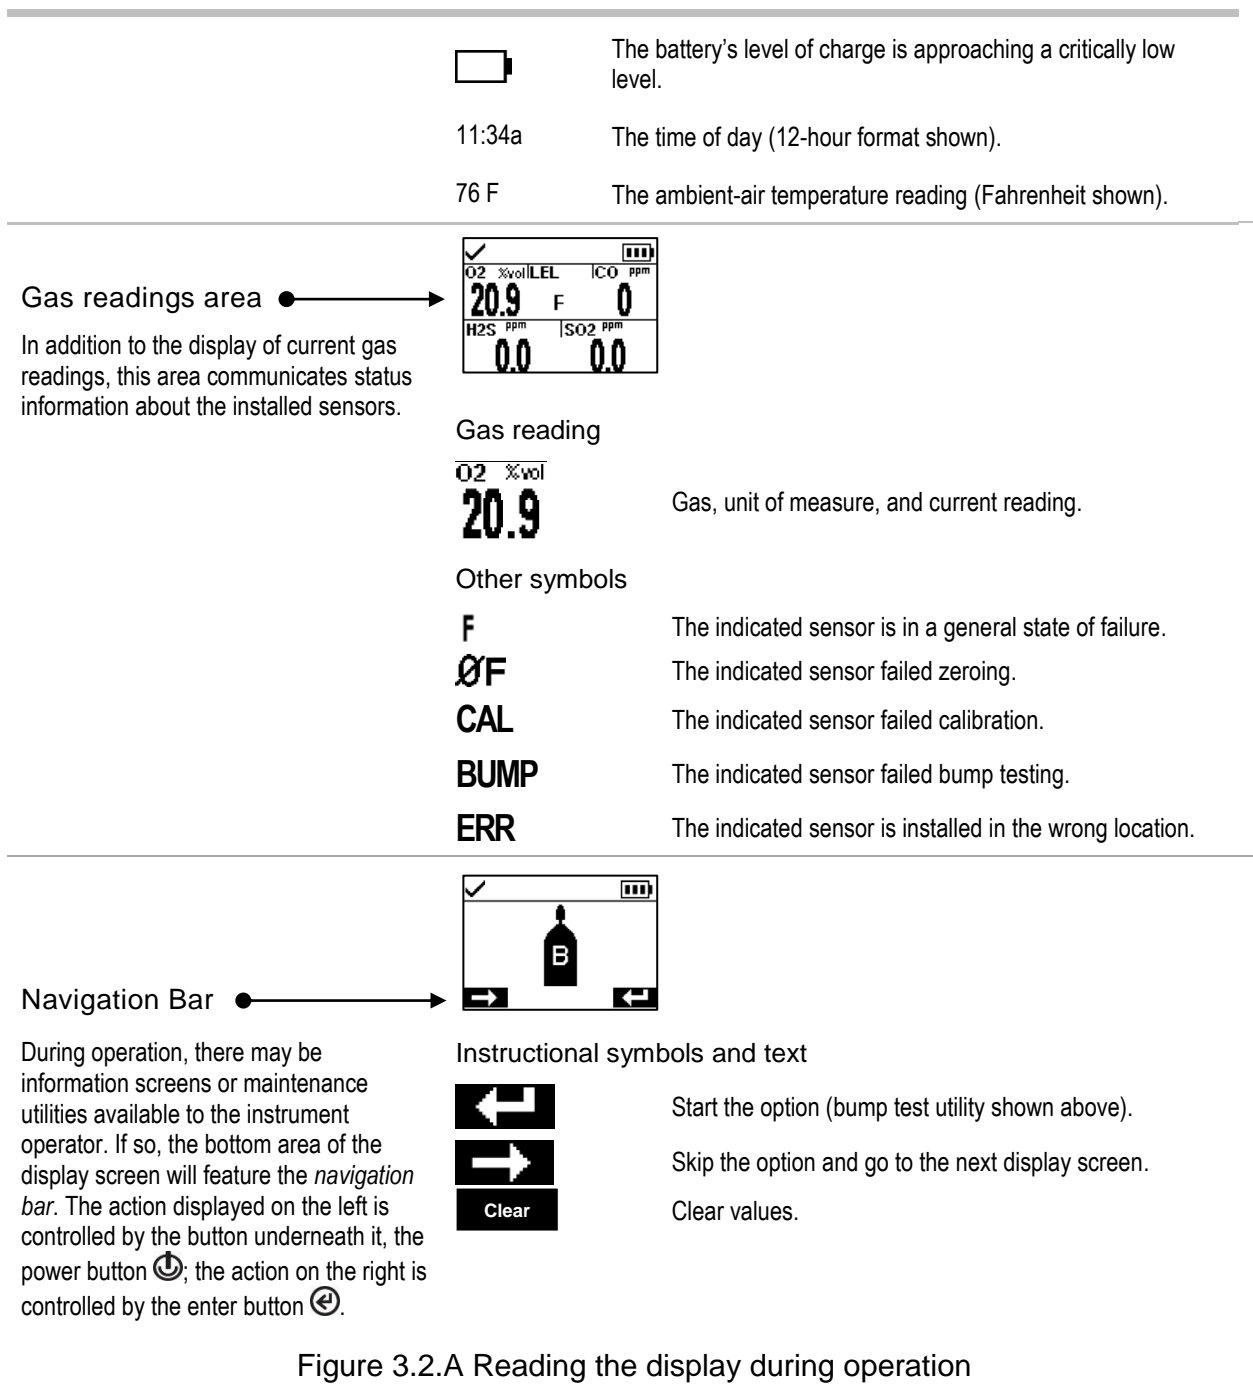 The battery's level of charge is approaching a critically low
level.
11:34a
The time of day (12-hour format shown).
76 F
The ambient-air temperature reading (Fahrenheit shown).
Gas readings area
In addition to the display of current gas
readings, this area communicates status
information about the installed sensors.
O2 %vol LEL CO ppm
20.9 F 0
H2S ppm SO2 ppm
0.0 0.0
Gas reading
O2 %vol
20.9
Gas, unit of measure, and current reading.
Other symbols
F
The indicated sensor is in a general state of failure.
ØF
The indicated sensor failed zeroing.
CAL
The indicated sensor failed calibration.
BUMP
The indicated sensor failed bump testing.
ERR
The indicated sensor is installed in the wrong location.
B
Navigation Bar
During operation, there may be
information screens or maintenance
utilities available to the instrument
operator. If so, the bottom area of the
display screen will feature the navigation
bar. The action displayed on the left is
controlled by the button underneath it, the
power button ; the action on the right is
controlled by the enter button .
Instructional symbols and text
Start the option (bump test utility shown above).
Skip the option and go to the next display screen.
Clear
Clear values.
Figure 3.2.A Reading the display during operation